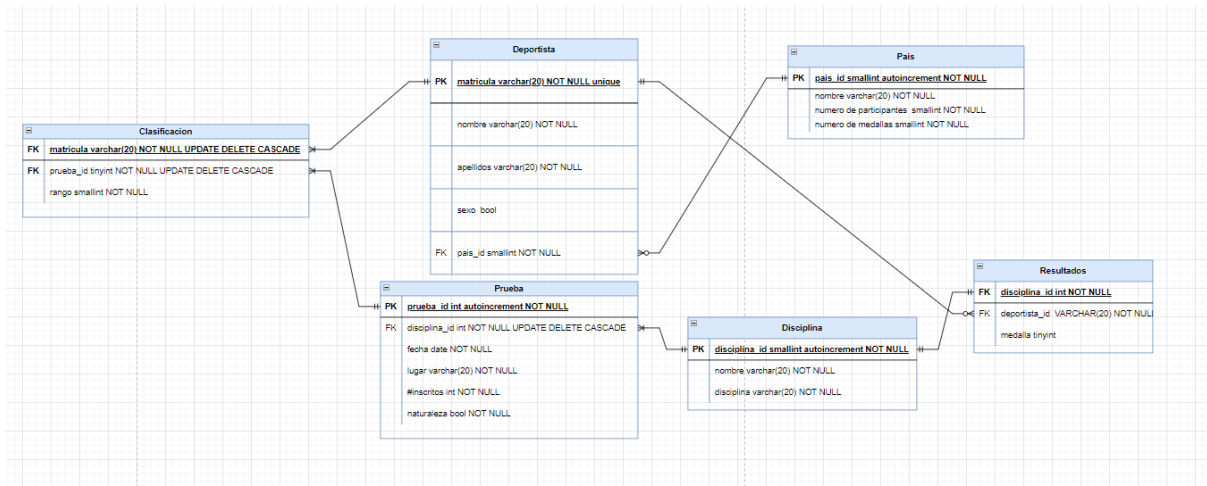 Deportista
PK matricula varchar(20) NOT NULL unique
nombre varchar(20) NOT NULL
apellidos varchar(20) NOT NULL
sexo bool
FK pais_id smallint NOT NULL
Pais
PK pais_id smallint autoincrement NOT NULL
nombre varchar(20) NOT NULL
numero de participantes smallint NOT NULL
numero de medallas smallint NOT NULL
Clasificacion
FK matricula varchar(20) NOT NULL UPDATE DELETE CASCADE
FK prueba_id tinyint NOT NULL UPDATE DELETE CASCADE
rango smallint NOT NULL
Prueba
PK prueba_id int autoincrement NOT NULL
FK disciplina_id int NOT NULL UPDATE DELETE CASCADE
fecha date NOT NULL
lugar varchar(20) NOT NULL
#inscritos int NOT NULL
naturaleza bool NOT NULL
Disciplina
PK disciplina_id smallint autoincrement NOT NULL
nombre varchar(20) NOT NULL
disciplina varchar(20) NOT NULL
Resultados
FK disciplina_id int NOT NULL
FK deportista_id VARCHAR(20) NOT NULL
medalla tinyint